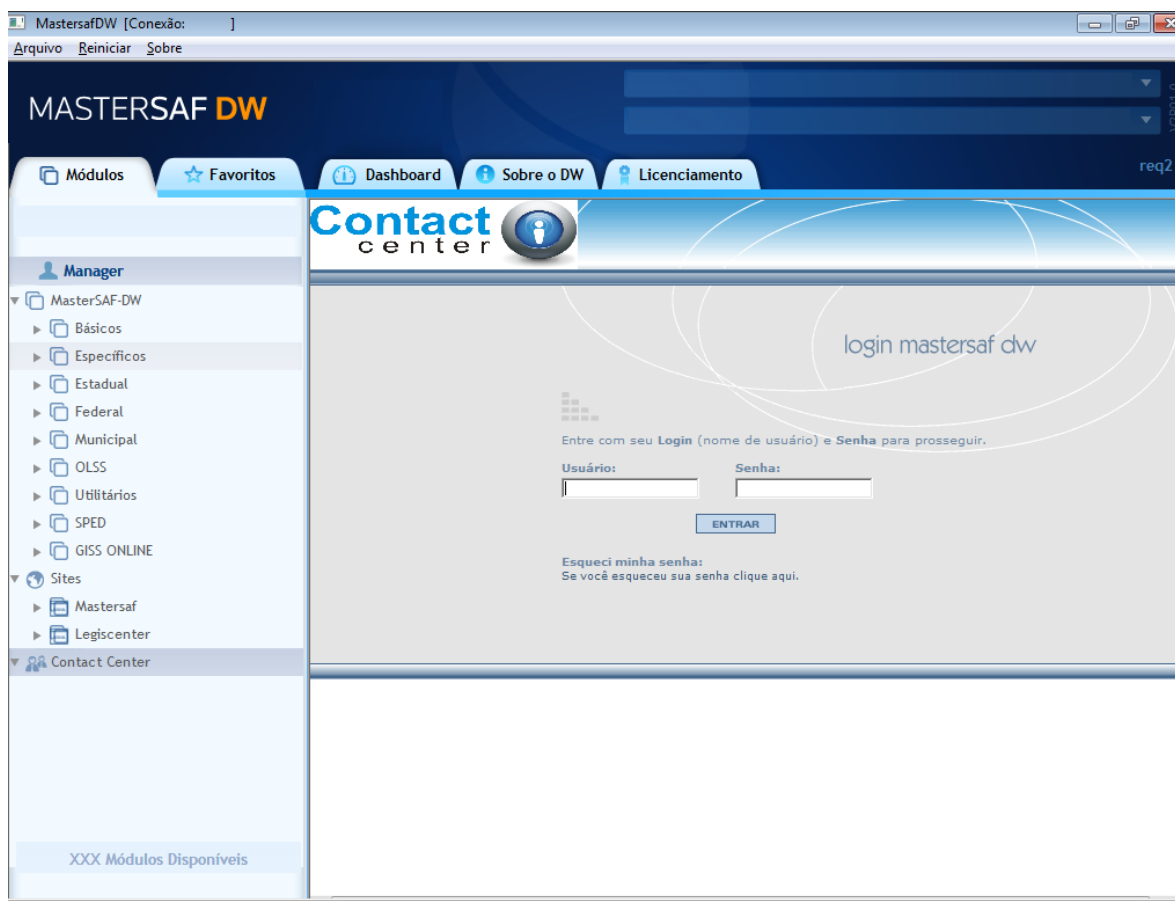 MastersafDW [Conexão: ]
Arquivo Reiniciar Sobre
MASTERSAF DW
req2
Módulos Favoritos Dashboard Sobre o DW Licenciamento
Contact
center
Manager
MasterSAF-DW
Básicos
Específicos
Estadual
Federal
Municipal
OLSS
Utilitários
SPED
GISS ONLINE
Sites
Mastersaf
Legiscenter
Contact Center
XXX Módulos Disponíveis
login mastersaf dw
Entre com seu Login (nome de usuário) e Senha para prosseguir.
Usuário: Senha:
ENTRAR
Esqueci minha senha:
Se você esqueceu sua senha clique aqui.